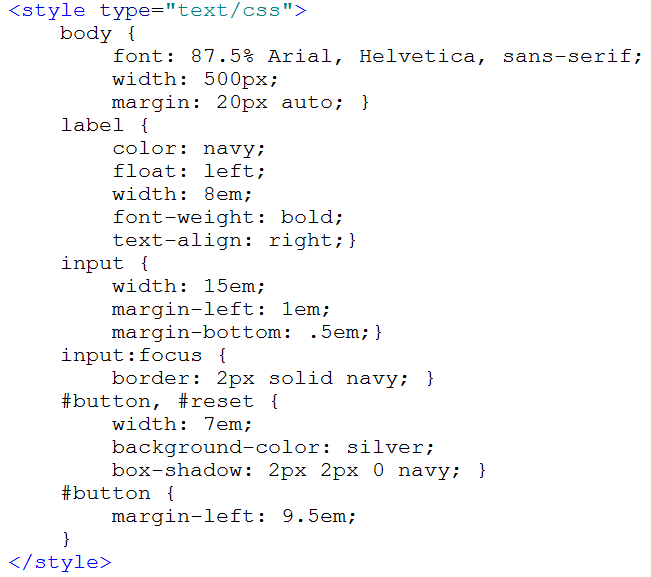 <style type="text/css">
    body {
        font: 87.5% Arial, Helvetica, sans-serif;
        width: 500px;
        margin: 20px auto; }
    label {
        color: navy;
        float: left;
        width: 8em;
        font-weight: bold;
        text-align: right;}
    input {
        width: 15em;
        margin-left: 1em;
        margin-bottom: .5em;}
    input:focus {
        border: 2px solid navy; }
    #button, #reset {
        width: 7em;
        background-color: silver;
        box-shadow: 2px 2px 0 navy; }
    #button {
        margin-left: 9.5em;
    }
</style>